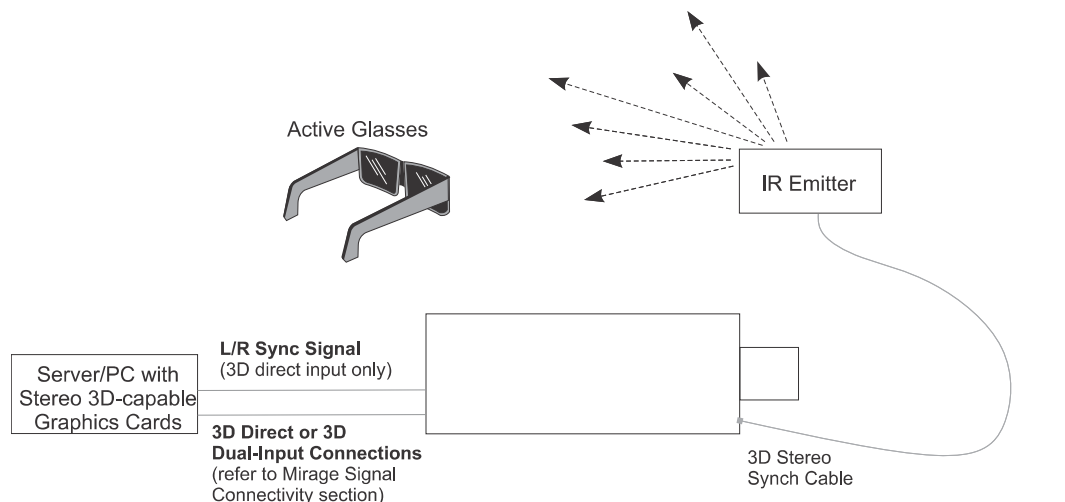 Active Glasses
IR Emitter
L/R Sync Signal
(3D direct input only)
Server/PC with
Stereo 3D-capable
Graphics Cards
3D Direct or 3D
Dual-Input Connections
(refer to Mirage Signal
Connectivity section)
3D Stereo
Synch Cable